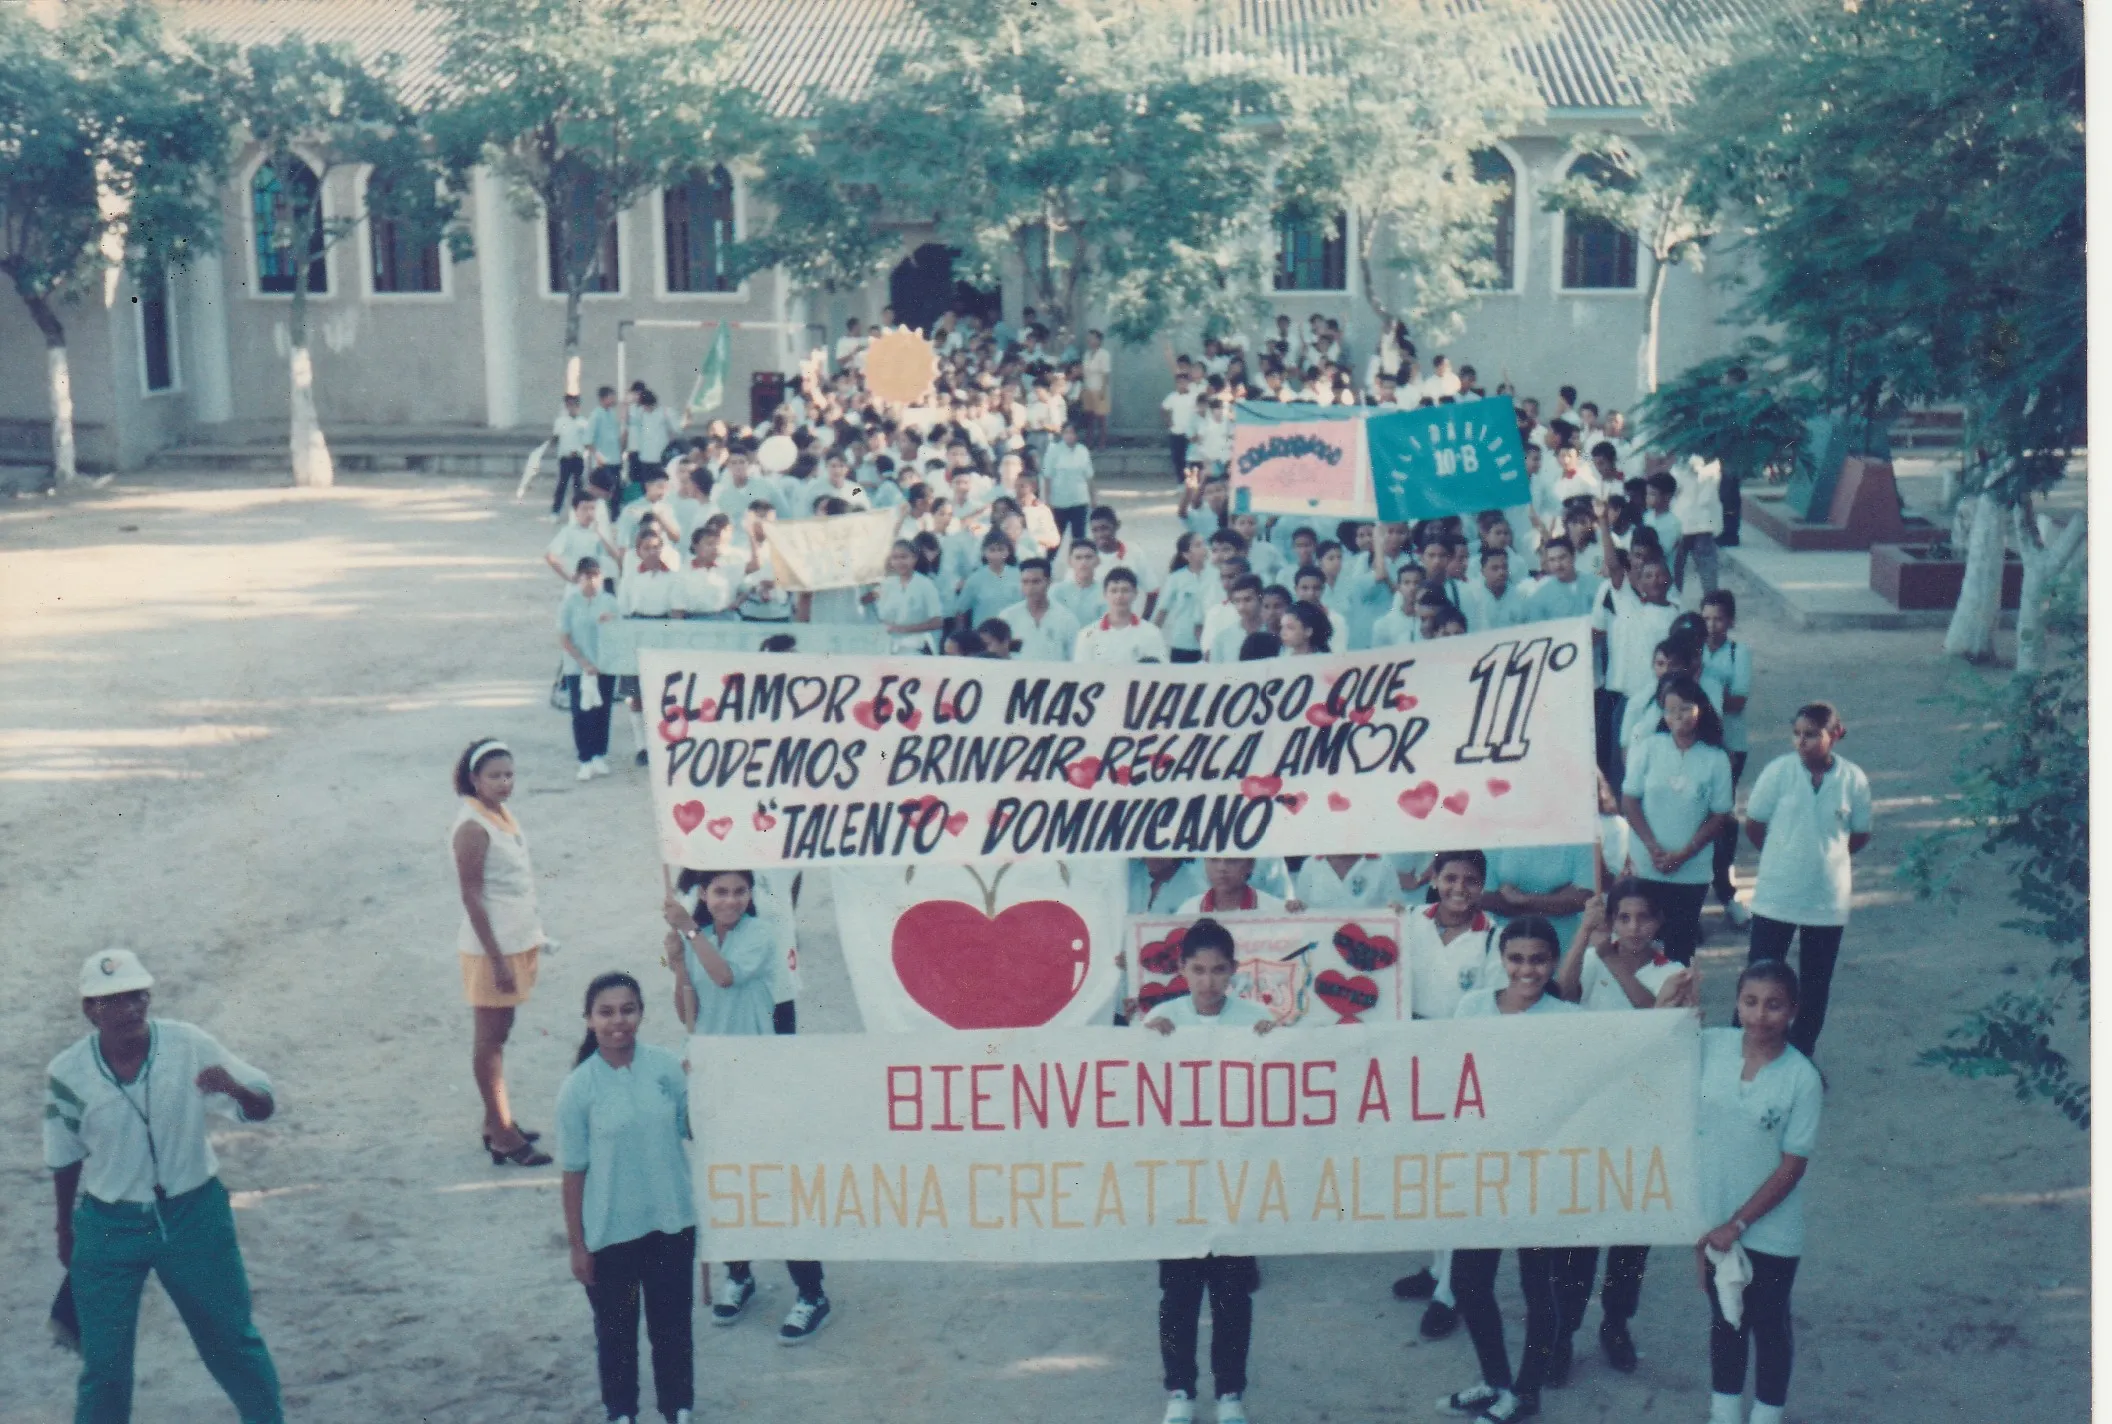 SOLIDARIDAD
10-B
EL AMOR ES LO MAS VALIOSO QUE
PODEMOS BRINDAR REGALA AMOR
"TALENTO DOMINICANO"
11°
BIENVENIDOS A LA
SEMANA CREATIVA ALBERTINA